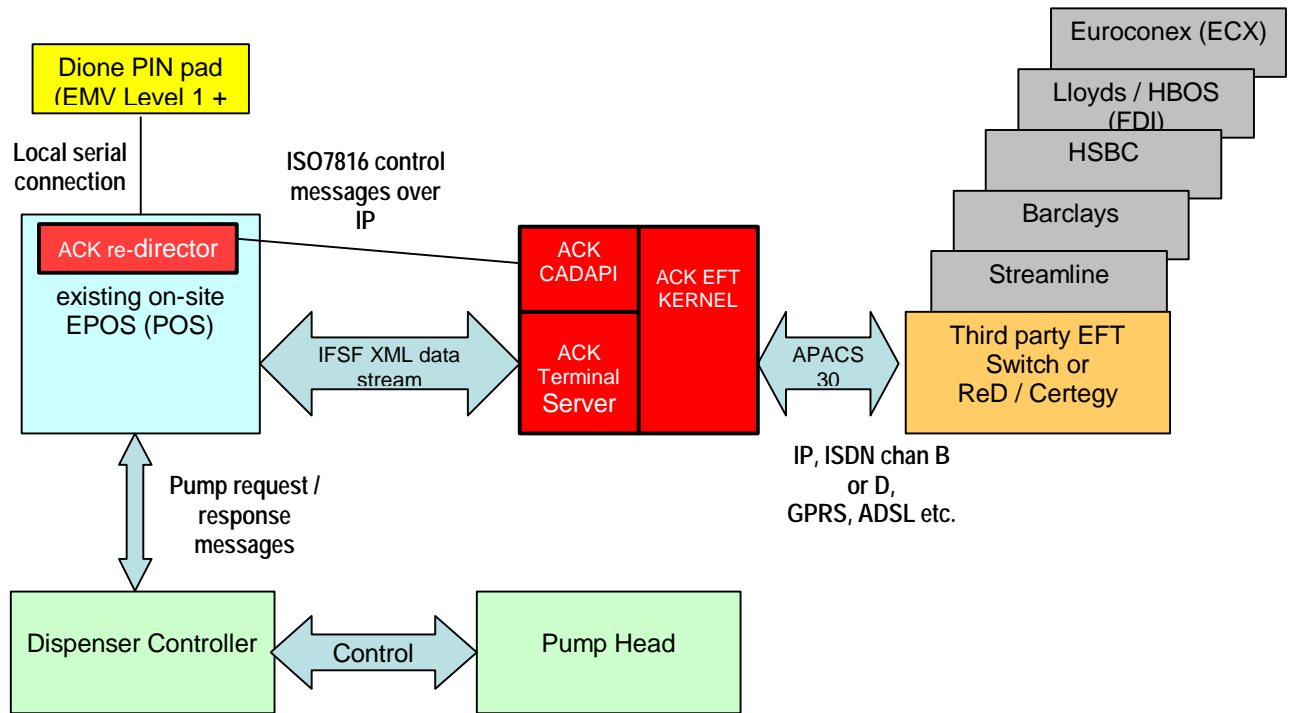 Euroconex (ECX)
Lloyds / HBOS
(FDI)
HSBC
Barclays
Streamline
Third party EFT
Switch or
ReD / Certegy
Dione PIN pad
(EMV Level 1 +
Local serial
connection
ISO7816 control
messages over
IP
ACK re-director
existing on-site
EPOS (POS)
IFSF XML data
stream
ACK
CADAPI
ACK EFT
KERNEL
ACK
Terminal
Server
APACS
30
IP, ISDN chan B
or D,
GPRS, ADSL etc.
Pump request /
response
messages
Dispenser Controller
Control
Pump Head